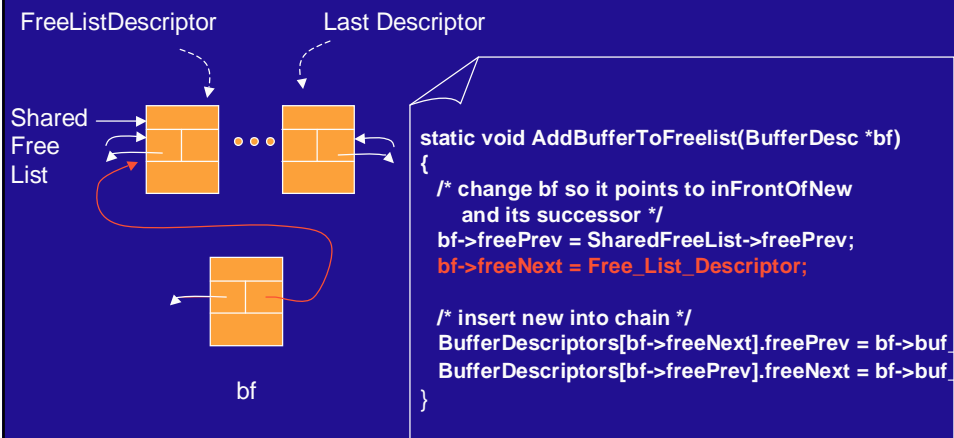 FreeListDescriptor
Last Descriptor
Shared
Free
List
bf
static void AddBufferToFreelist(BufferDesc *bf)
{
/* change bf so it points to inFrontOfNew
and its successor */
bf->freePrev = SharedFreeList->freePrev;
bf->freeNext = Free_List_Descriptor;
/* insert new into chain */
BufferDescriptors[bf->freeNext].freePrev = bf->buf_
BufferDescriptors[bf->freePrev].freeNext = bf->buf_
}